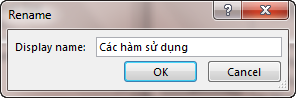 Rename
Display name: Các hàm sử dụng
OK Cancel